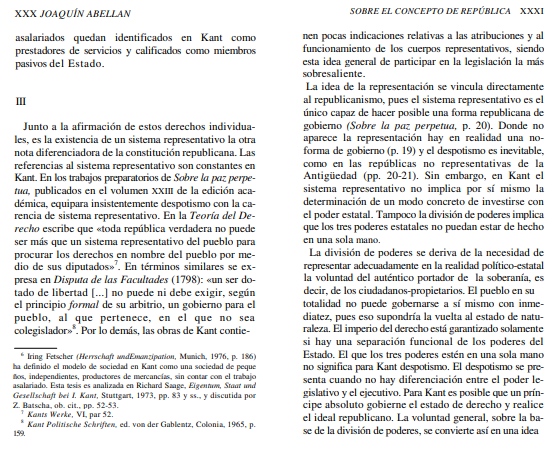 XXX JOAQUÍN ABELLAN
asalariados quedan identificados en Kant como
prestadores de servicios y calificados como miembros
pasivos del Estado.
III
Junto a la afirmación de estos derechos individua-
les, es la existencia de un sistema representativo la otra
nota diferenciadora de la constitución republicana. Las
referencias al sistema representativo son constantes en
Kant. En los trabajos preparatorios de Sobre la paz perpe-
tua, publicados en el volumen XXIII de la edición aca-
démica, equipara insistentemente despotismo con la ca-
rencia de sistema representativo. En la Teoría del De-
recho escribe que «toda república verdadera no puede
ser más que un sistema representativo del pueblo para
procurar los derechos en nombre del pueblo por me-
dio de sus diputados»7. En términos similares se ex-
presa en Disputa de las Facultades (1798): «un ser do-
tado de libertad [...] no puede ni debe exigir, según
el principio formal de su arbitrio, un gobierno para el
pueblo, al que pertenece, en el que no sea
colegislador»8. Por lo demás, las obras de Kant contie-
6 Iring Fetscher (Herrschaft undEmanzipation, Munich, 1976, p. 186)
ha definido el modelo de sociedad en Kant como una sociedad de peque
ños, independientes, productores de mercancías, sin contar con el trabajo
asalariado. Esta tesis es analizada en Richard Saage, Eigentum, Staat und
Gesellschaft bei I. Kant, Stuttgart, 1973, pp. 83 y ss., y discutida por
Z. Batscha, ob. cit., pp. 52-53.
7 Kants Werke, VI, par 52.
8 Kant Politische Schriften, ed. von der Gablentz, Colonia, 1965, p.
159.
SOBRE EL CONCEPTO DE REPÚBLICA XXXI
nen pocas indicaciones relativas a las atribuciones y al
funcionamiento de los cuerpos representativos, siendo
esta idea general de participar en la legislación la más
sobresaliente.
La idea de la representación se vincula directamente
al republicanismo, pues el sistema representativo es el
único capaz de hacer posible una forma republicana de
gobierno (Sobre la paz perpetua, p. 20). Donde no
aparece la representación hay en realidad una no-
forma de gobierno (p. 19) y el despotismo es inevitable,
como en las repúblicas no representativas de la
Antigüedad (pp. 20-21). Sin embargo, en Kant el
sistema representativo no implica por sí mismo la
determinación de un modo concreto de investirse con
el poder estatal. Tampoco la división de poderes implica
que los tres poderes estatales no puedan estar de hecho
en una sola mano.
La división de poderes se deriva de la necesidad de
representar adecuadamente en la realidad político-estatal
la voluntad del auténtico portador de la soberanía, es
decir, de los ciudadanos-propietarios. El pueblo en su
totalidad no puede gobernarse a sí mismo con inme-
diatez, pues eso supondría la vuelta al estado de natu-
raleza. El imperio del derecho está garantizado solamente
si hay una separación funcional de los poderes del
Estado. El que los tres poderes estén en una sola mano
no significa para Kant despotismo. El despotismo se pre-
senta cuando no hay diferenciación entre el poder le-
gislativo y el ejecutivo. Para Kant es posible que un prín-
cipe absoluto gobierne el estado de derecho y realice
el ideal republicano. La voluntad general, sobre la ba-
se de la división de poderes, se convierte así en una idea